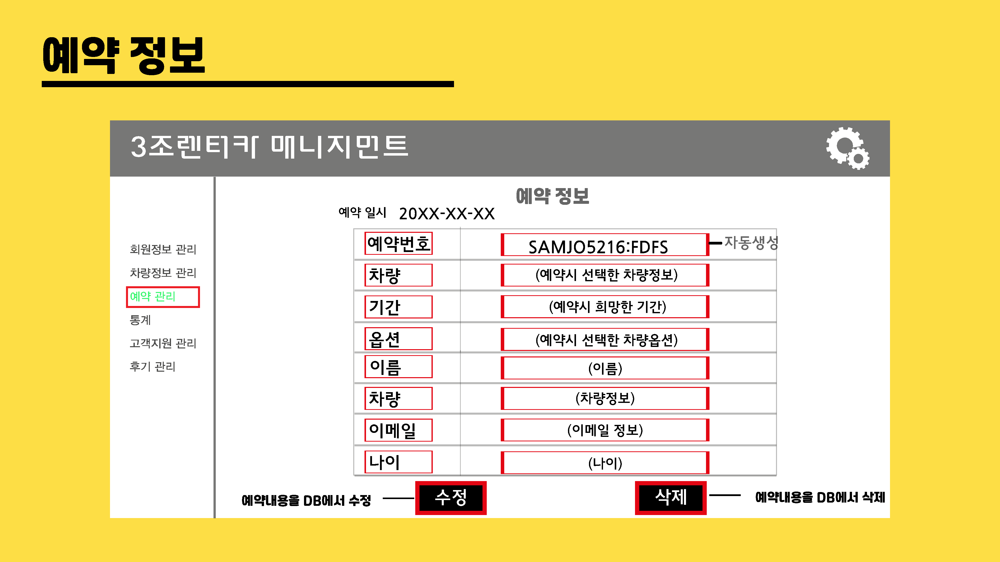 예약 정보
3조렌터카 매니지먼트
예약 정보
예약 일시 20XX-XX-XX
회원정보 관리
차량정보 관리
예약 관리
통계
고객지원 관리
후기 관리
예약번호 SAMJO5216:FDFS 자동생성
차량 (예약시 선택한 차량정보)
기간 (예약시 희망한 기간)
옵션 (예약시 선택한 차량옵션)
이름 (이름)
차량 (차량정보)
이메일 (이메일 정보)
나이 (나이)
예약내용을 DB에서 수정 수정 삭제 예약내용을 DB에서 삭제